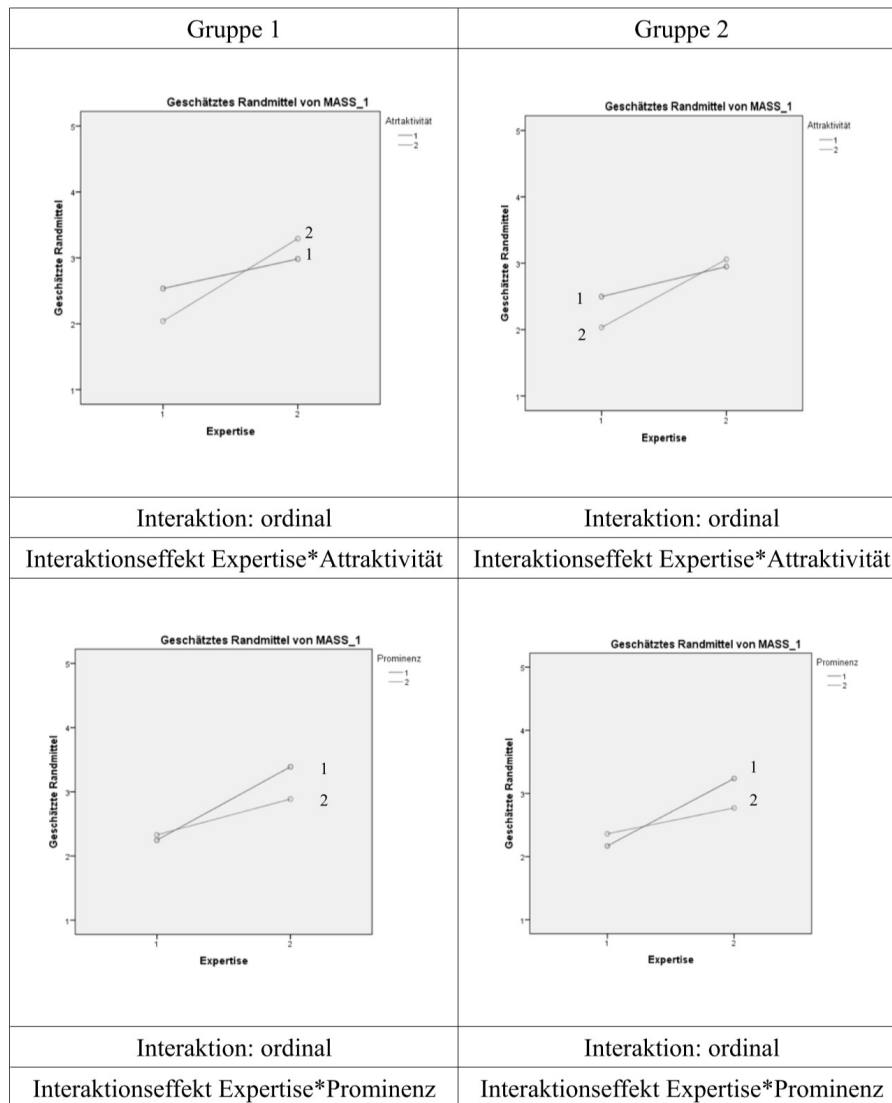 Gruppe 1
Gruppe 2
Geschätztes Randmittel von MASS_1
Atrtaktivität
1
2
5
4
3
2
1
Geschätzte Randmittel
2
1
1
2
Expertise
Geschätztes Randmittel von MASS_1
Attraktivität
1
2
5
4
3
2
1
Geschätzte Randmittel
1
2
1
2
Expertise
Interaktion: ordinal
Interaktion: ordinal
Interaktionseffekt Expertise*Attraktivität
Interaktionseffekt Expertise*Attraktivität
Geschätztes Randmittel von MASS_1
Prominenz
1
2
5
4
3
2
1
Geschätzte Randmittel
1
2
1
2
Expertise
Geschätztes Randmittel von MASS_1
Prominenz
1
2
5
4
3
2
1
Geschätzte Randmittel
1
2
1
2
Expertise
Interaktion: ordinal
Interaktion: ordinal
Interaktionseffekt Expertise*Prominenz
Interaktionseffekt Expertise*Prominenz